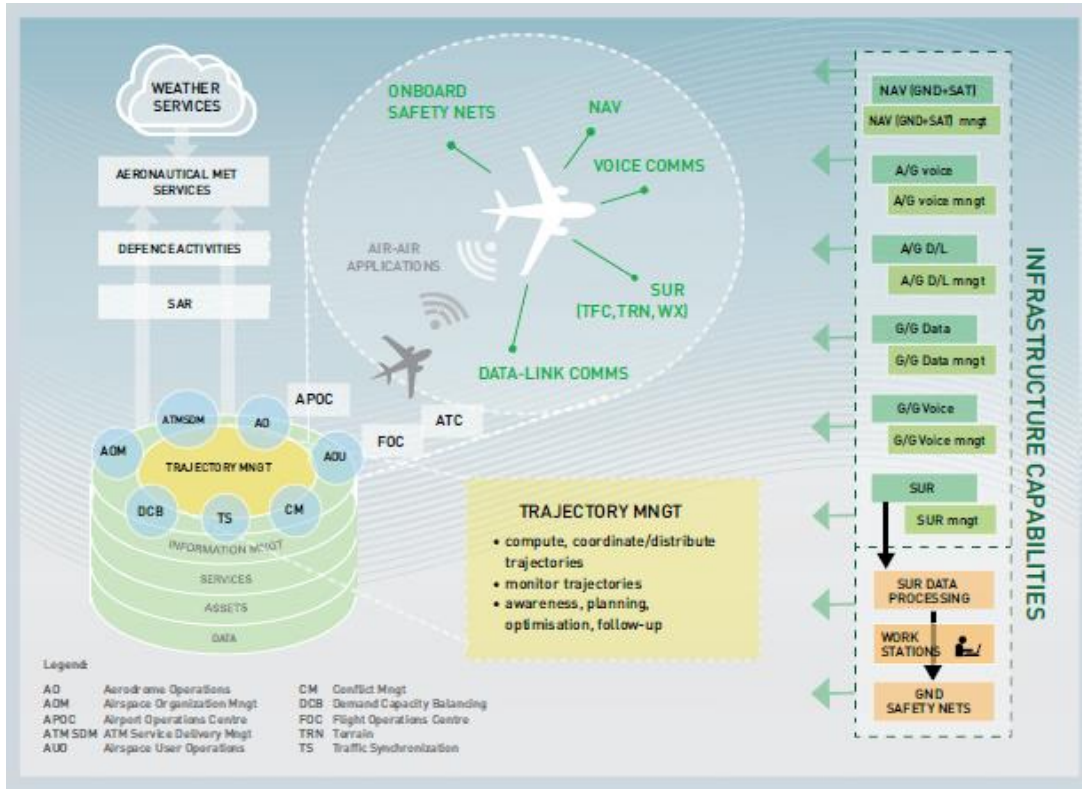 WEATHER
SERVICES
AERONAUTICAL MET
SERVICES
DEFENCE ACTIVITIES
SAR
ONBOARD
SAFETY NETS
NAV
VOICE COMMS
AIR-AIR
APPLICATIONS
SUR
(TFC,TRN, WX)
DATA-LINK COMMS
APOC
ATC
FOC
ATMSDM
AO
AOM
AOU
TRAJECTORY MNGT
DCB
TS
CM
INFORMATION MNGT
SERVICES
ASSETS
DATA
TRAJECTORY MNGT
• compute, coordinate/distribute
trajectories
• monitor trajectories
• awareness, planning,
optimisation, follow-up
NAV (GND+SAT)
NAV (GND+SAT) mngt
A/G voice
A/G voice mngt
A/G D/L
A/G D/L mngt
G/G Data
G/G Data mngt
G/G Voice
G/G Voice mngt
SUR
SUR mngt
SUR DATA
PROCESSING
WORK
STATIONS
GND
SAFETY NETS
INFRASTRUCTURE CAPABILITIES
Legend:
AO Aerodrome Operations
AOM Airspace Organization Mngt
APOC Airport Operations Centre
ATMSDM ATM Service Delivery Mngt
AUO Airspace User Operations
CM Conflict Mngt
DCB Demand Capacity Balancing
FOC Flight Operations Centre
TRN Terrain
TS Traffic Synchronization